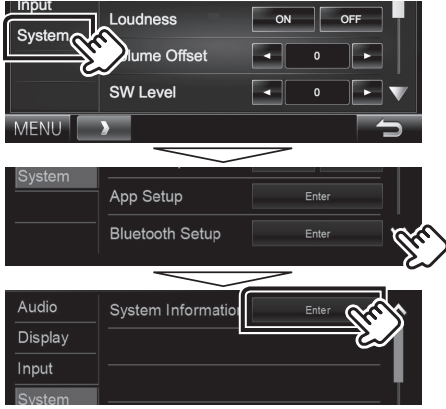 Input
System
Loudness
ON OFF
Volume Offset
0
SW Level
0
MENU
System
App Setup
Enter
Bluetooth Setup
Enter
Audio
System Information
Enter
Display
Input
System